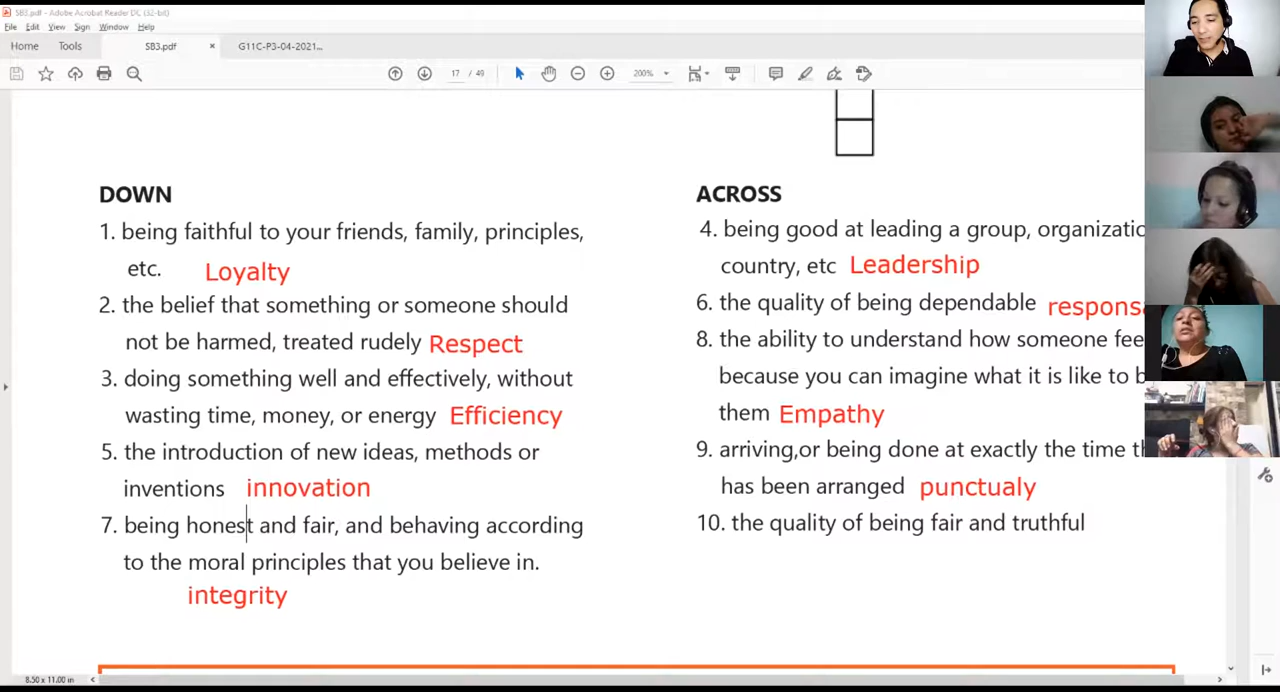 SB3.pdf - Adobe Acrobat Reader DC (32-bit)
File Edit View Sign Window Help
Home Tools SB3.pdf × G11C-P3-04-2021...
17 / 49 200%
DOWN
1. being faithful to your friends, family, principles,
etc. Loyalty
2. the belief that something or someone should
not be harmed, treated rudely Respect
3. doing something well and effectively, without
wasting time, money, or energy Efficiency
5. the introduction of new ideas, methods or
inventions innovation
7. being honest and fair, and behaving according
to the moral principles that you believe in.
integrity
ACROSS
4. being good at leading a group, organizatio
country, etc Leadership
6. the quality of being dependable respons
8. the ability to understand how someone fee
because you can imagine what it is like to b
them Empathy
9. arriving,or being done at exactly the time th
has been arranged punctualy
10. the quality of being fair and truthful
8.50 x 11.00 in